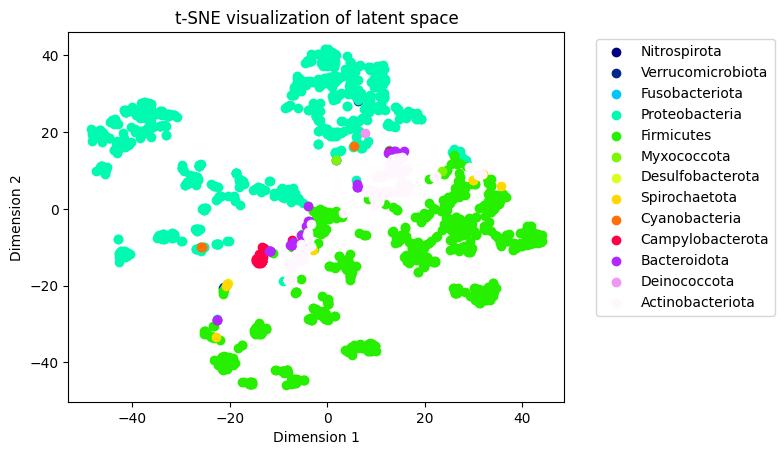 t-SNE visualization of latent space
40
20
0
−20
−40
Dimension 2
−40
−20
0
20
40
Dimension 1
Nitrospirota
Verrucomicrobiota
Fusobacteriota
Proteobacteria
Firmicutes
Myxococcota
Desulfobacterota
Spirochaetota
Cyanobacteria
Campylobacterota
Bacteroidota
Deinococcota
Actinobacteriota